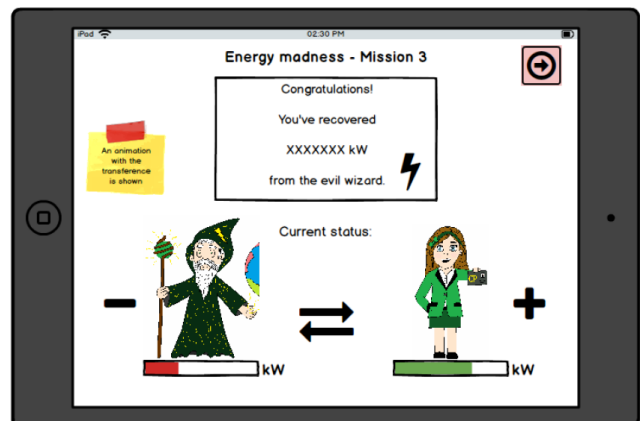 iPod
02:30 PM
Energy madness - Mission 3
Congratulations!
You've recovered
XXXXXXX kW
from the evil wizard.
An animation
with the
transference
is shown
Current status:
kW
kW